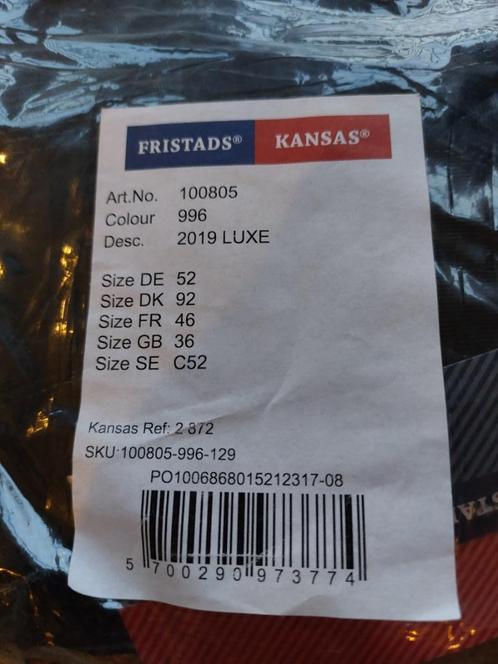 FRISTADS® KANSAS®
Art.No. 100805
Colour 996
Desc. 2019 LUXE
Size DE 52
Size DK 92
Size FR 46
Size GB 36
Size SE C52
Kansas Ref: 2 872
SKU:100805-996-129
PO1006868015212317-08
5 700290 973774